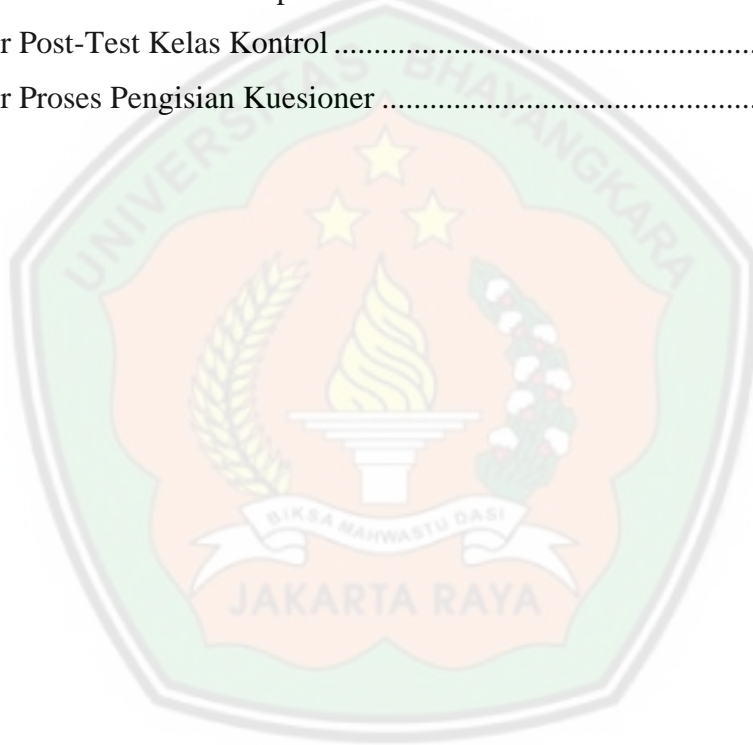 r Post-Test Kelas Kontrol ....................................................
r Proses Pengisian Kuesioner ..............................................
UNIVERSITAS BHAYANGKARA
BIKSA MAHWASTU DASI
JAKARTA RAYA